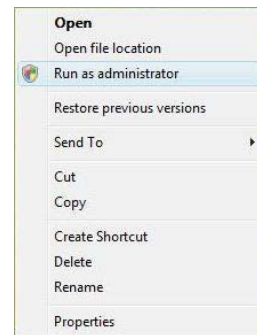 Open
Open file location
Run as administrator
Restore previous versions
Send To
Cut
Copy
Create Shortcut
Delete
Rename
Properties